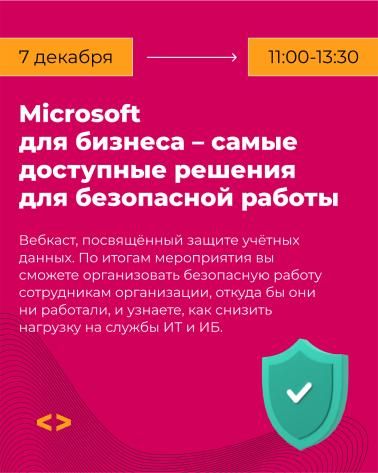 7 декабря
11:00-13:30
Microsoft
для бизнеса – самые
доступные решения
для безопасной работы
Вебкаст, посвящённый защите учётных
данных. По итогам мероприятия вы
сможете организовать безопасную работу
сотрудникам организации, откуда бы они
ни работали, и узнаете, как снизить
нагрузку на службы ИТ и ИБ.